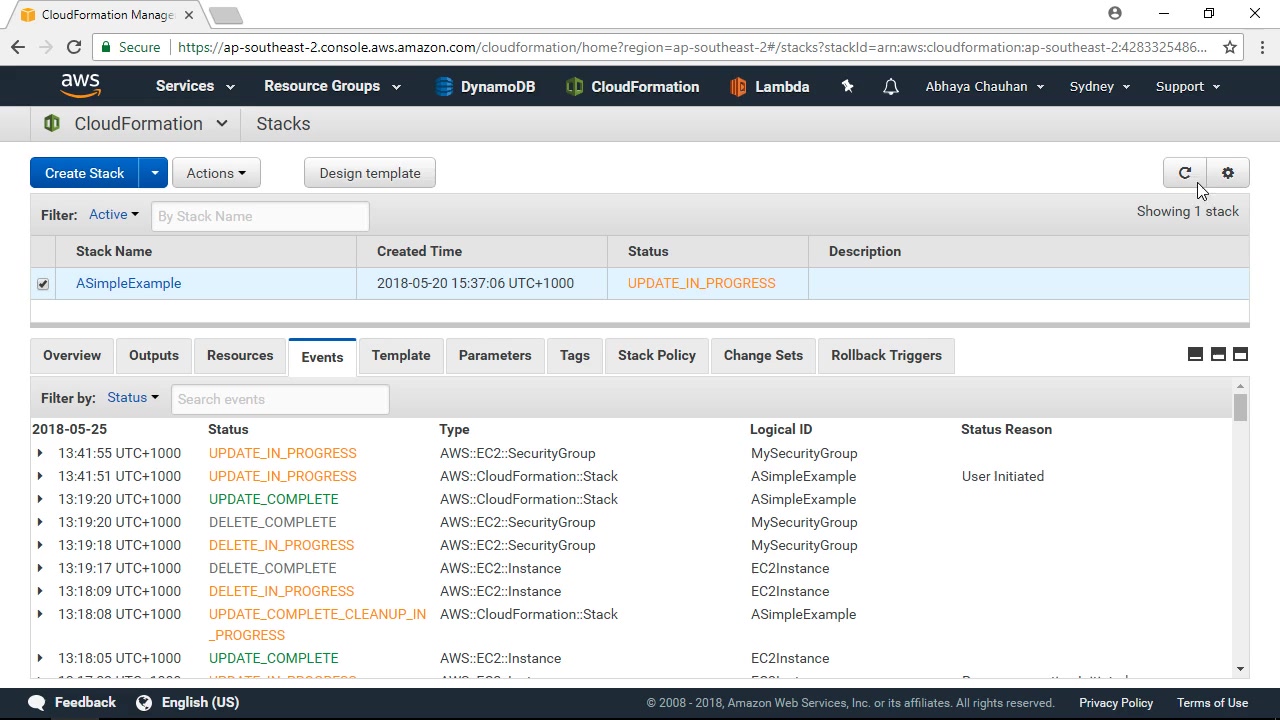 CloudFormation Manage
Secure https://ap-southeast-2.console.aws.amazon.com/cloudformation/home?region=ap-southeast-2#/stacks?stackId=arn:aws:cloudformation:ap-southeast-2:4283325486...
aws Services Resource Groups DynamoDB CloudFormation Lambda Abhaya Chauhan Sydney Support
CloudFormation Stacks
Create Stack Actions Design template
Filter: Active By Stack Name Showing 1 stack
Stack Name Created Time Status Description
ASimpleExample 2018-05-20 15:37:06 UTC+1000 UPDATE_IN_PROGRESS
Overview Outputs Resources Events Template Parameters Tags Stack Policy Change Sets Rollback Triggers
Filter by: Status Search events
2018-05-25 Status Type Logical ID Status Reason
13:41:55 UTC+1000 UPDATE_IN_PROGRESS AWS::EC2::SecurityGroup MySecurityGroup
13:41:51 UTC+1000 UPDATE_IN_PROGRESS AWS::CloudFormation::Stack ASimpleExample User Initiated
13:19:20 UTC+1000 UPDATE_COMPLETE AWS::CloudFormation::Stack ASimpleExample
13:19:20 UTC+1000 DELETE_COMPLETE AWS::EC2::SecurityGroup MySecurityGroup
13:19:18 UTC+1000 DELETE_IN_PROGRESS AWS::EC2::SecurityGroup MySecurityGroup
13:19:17 UTC+1000 DELETE_COMPLETE AWS::EC2::Instance EC2Instance
13:18:09 UTC+1000 DELETE_IN_PROGRESS AWS::EC2::Instance EC2Instance
13:18:08 UTC+1000 UPDATE_COMPLETE_CLEANUP_IN AWS::CloudFormation::Stack ASimpleExample
_PROGRESS
13:18:05 UTC+1000 UPDATE_COMPLETE AWS::EC2::Instance EC2Instance
Feedback English (US) © 2008 - 2018, Amazon Web Services, Inc. or its affiliates. All rights reserved. Privacy Policy Terms of Use